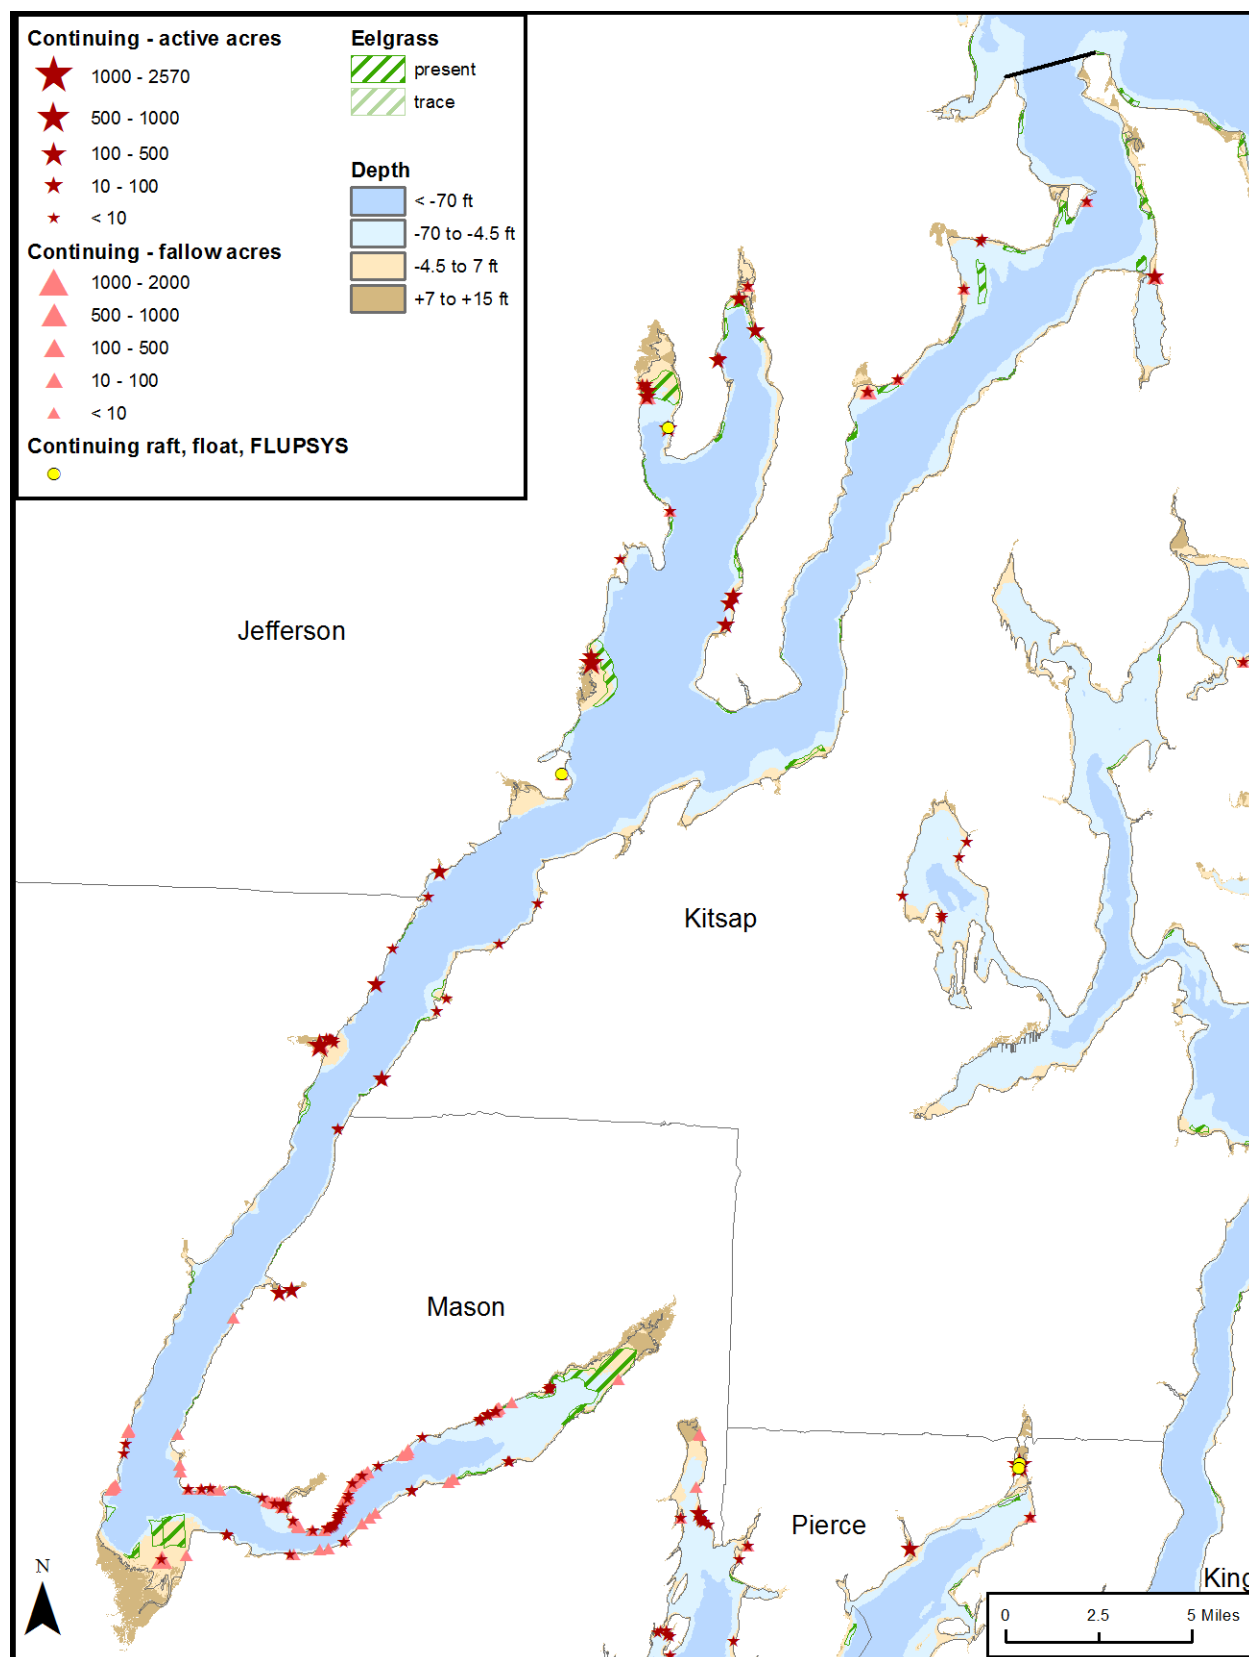 Continuing - active acres
1000 - 2570
500 - 1000
100 - 500
10 - 100
< 10
Continuing - fallow acres
1000 - 2000
500 - 1000
100 - 500
10 - 100
< 10
Continuing raft, float, FLUPSYS
Eelgrass
present
trace
Depth
< -70 ft
-70 to -4.5 ft
-4.5 to 7 ft
+7 to +15 ft
Jefferson
Kitsap
Mason
Pierce
King
N
0 2.5 5 Miles